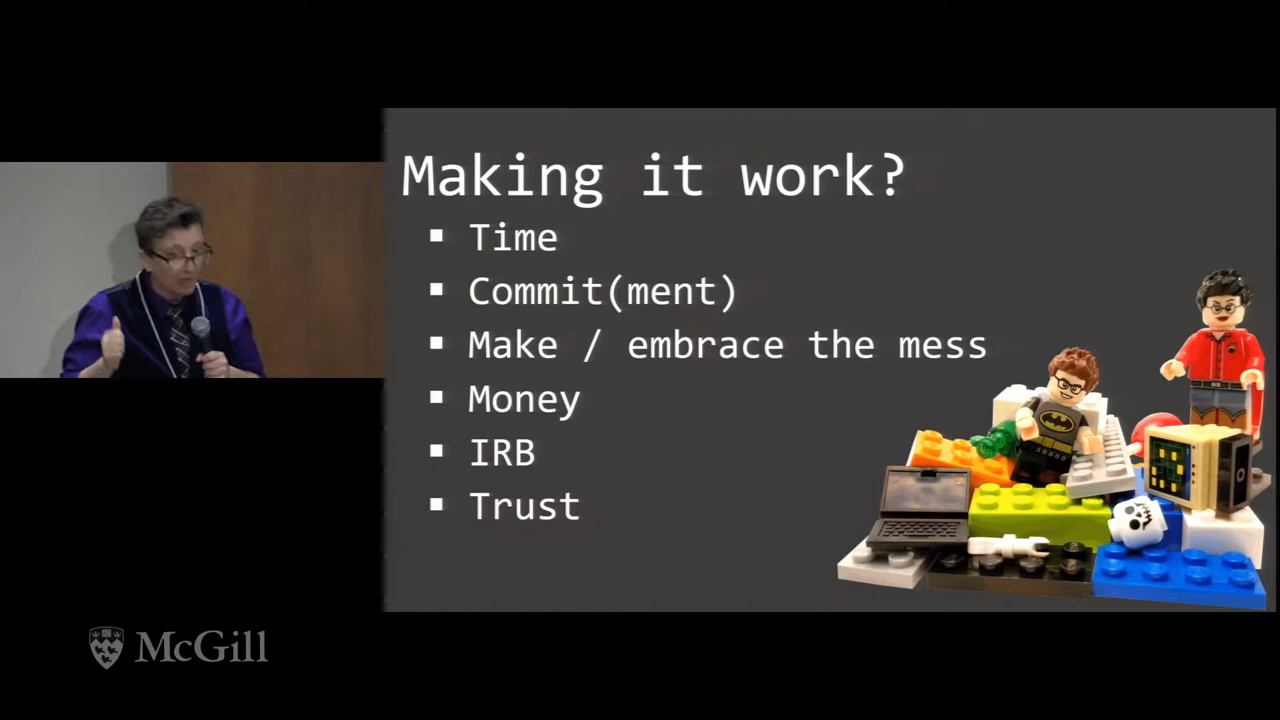 Making it work?
Time
Commit(ment)
Make / embrace the mess
Money
IRB
Trust
McGill